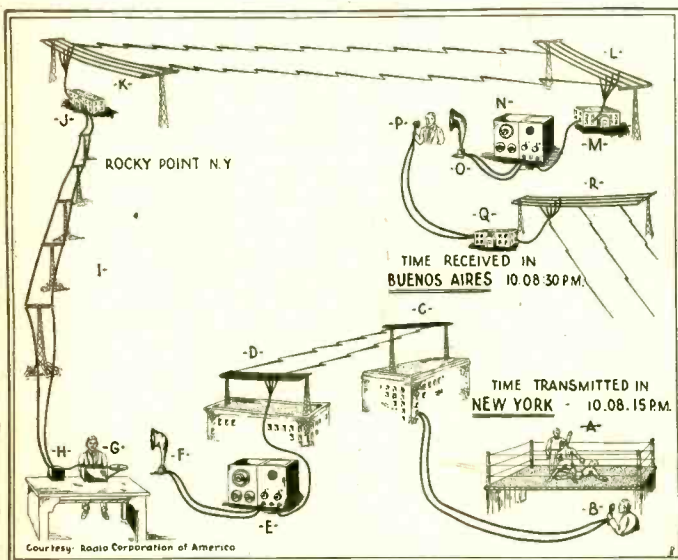 -L-
-K-
N-
-P-
-J-
-M-
-O-
ROCKY POINT N.Y
-R-
-Q-
TIME RECEIVED IN
BUENOS AIRES 10.08:30 P.M.
I-
-C-
-D-
TIME TRANSMITTED IN
NEW YORK - 10.08.15 P.M.
-A-
-H-
-G-
-F-
-B-
-E-
Courtesy- Radio Corporation of America